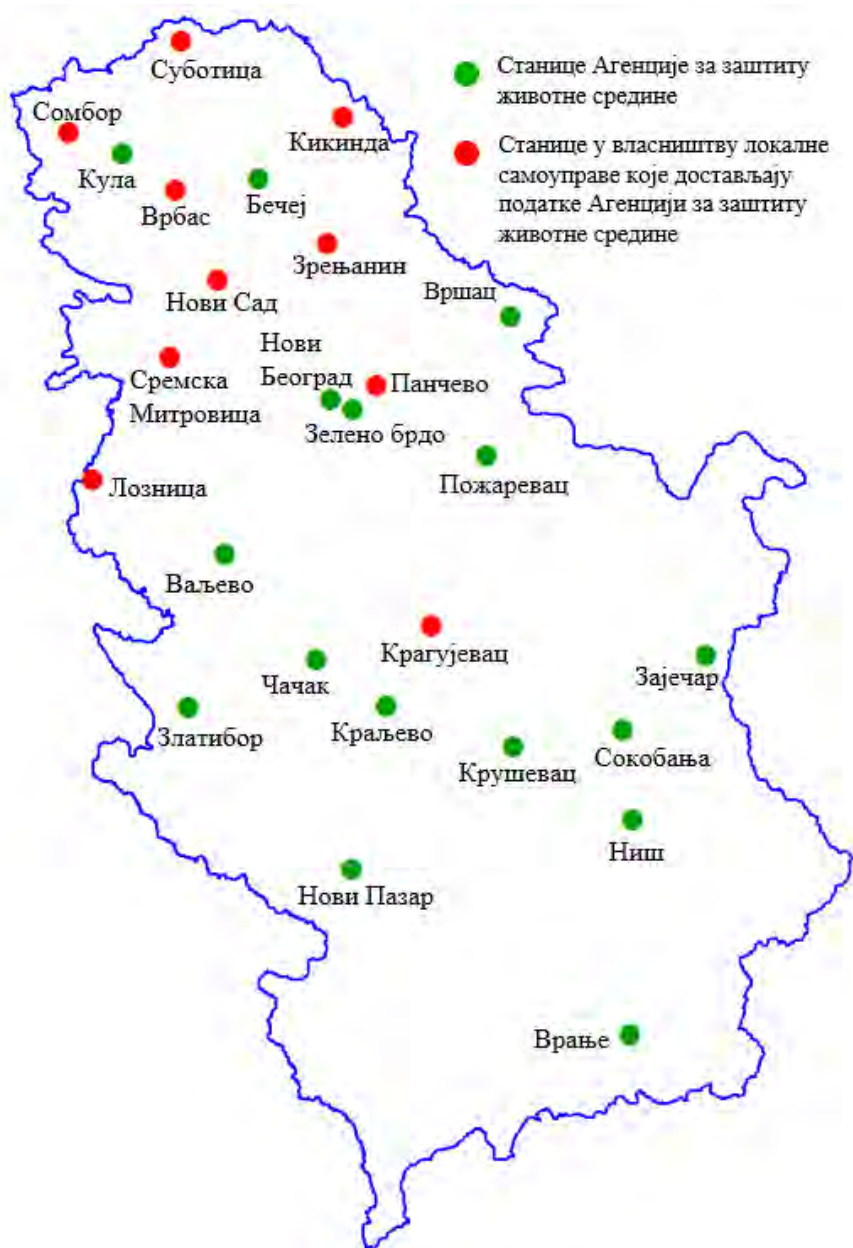 Суботица
Станице Агенције за заштиту
животне средине
Сомбор
Кикинда
Станице у власништву локалне
самоуправе које достављају
податке Агенцији за заштиту
животне средине
Кула
Врбас
Бечеј
Зрењанин
Нови Сад
Вршац
Нови
Београд
Сремска
Митровица
Панчево
Зелено брдо
Пожаревац
Лозница
Ваљево
Крагујевац
Зајечар
Чачак
Златибор
Краљево
Крушевац
Сокобања
Ниш
Нови Пазар
Врање